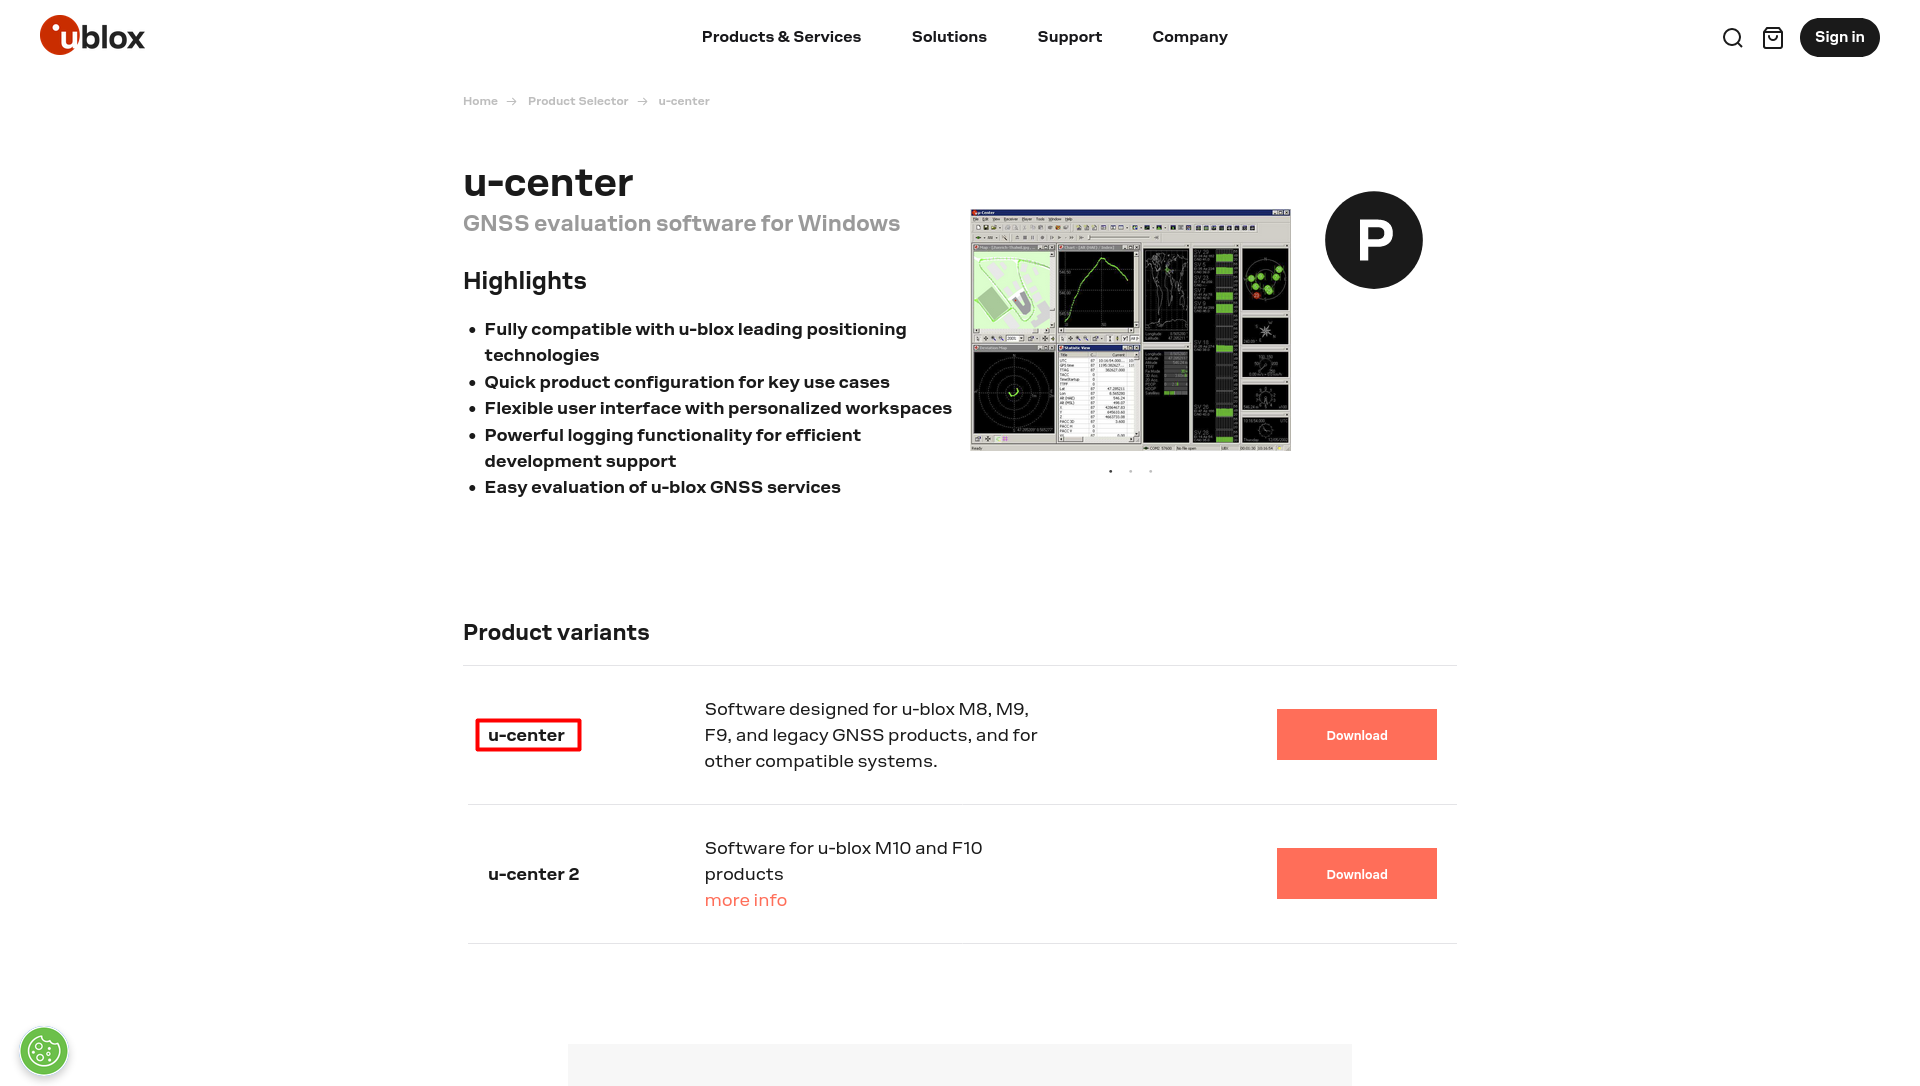 ublox
Products & Services
Solutions
Support
Company
Sign in
Home → Product Selector → u-center
u-center
GNSS evaluation software for Windows
Highlights
• Fully compatible with u-blox leading positioning
technologies
• Quick product configuration for key use cases
• Flexible user interface with personalized workspaces
• Powerful logging functionality for efficient
development support
• Easy evaluation of u-blox GNSS services
P
Product variants
u-center
Software designed for u-blox M8, M9,
F9, and legacy GNSS products, and for
other compatible systems.
Download
u-center 2
Software for u-blox M10 and F10
products
more info
Download